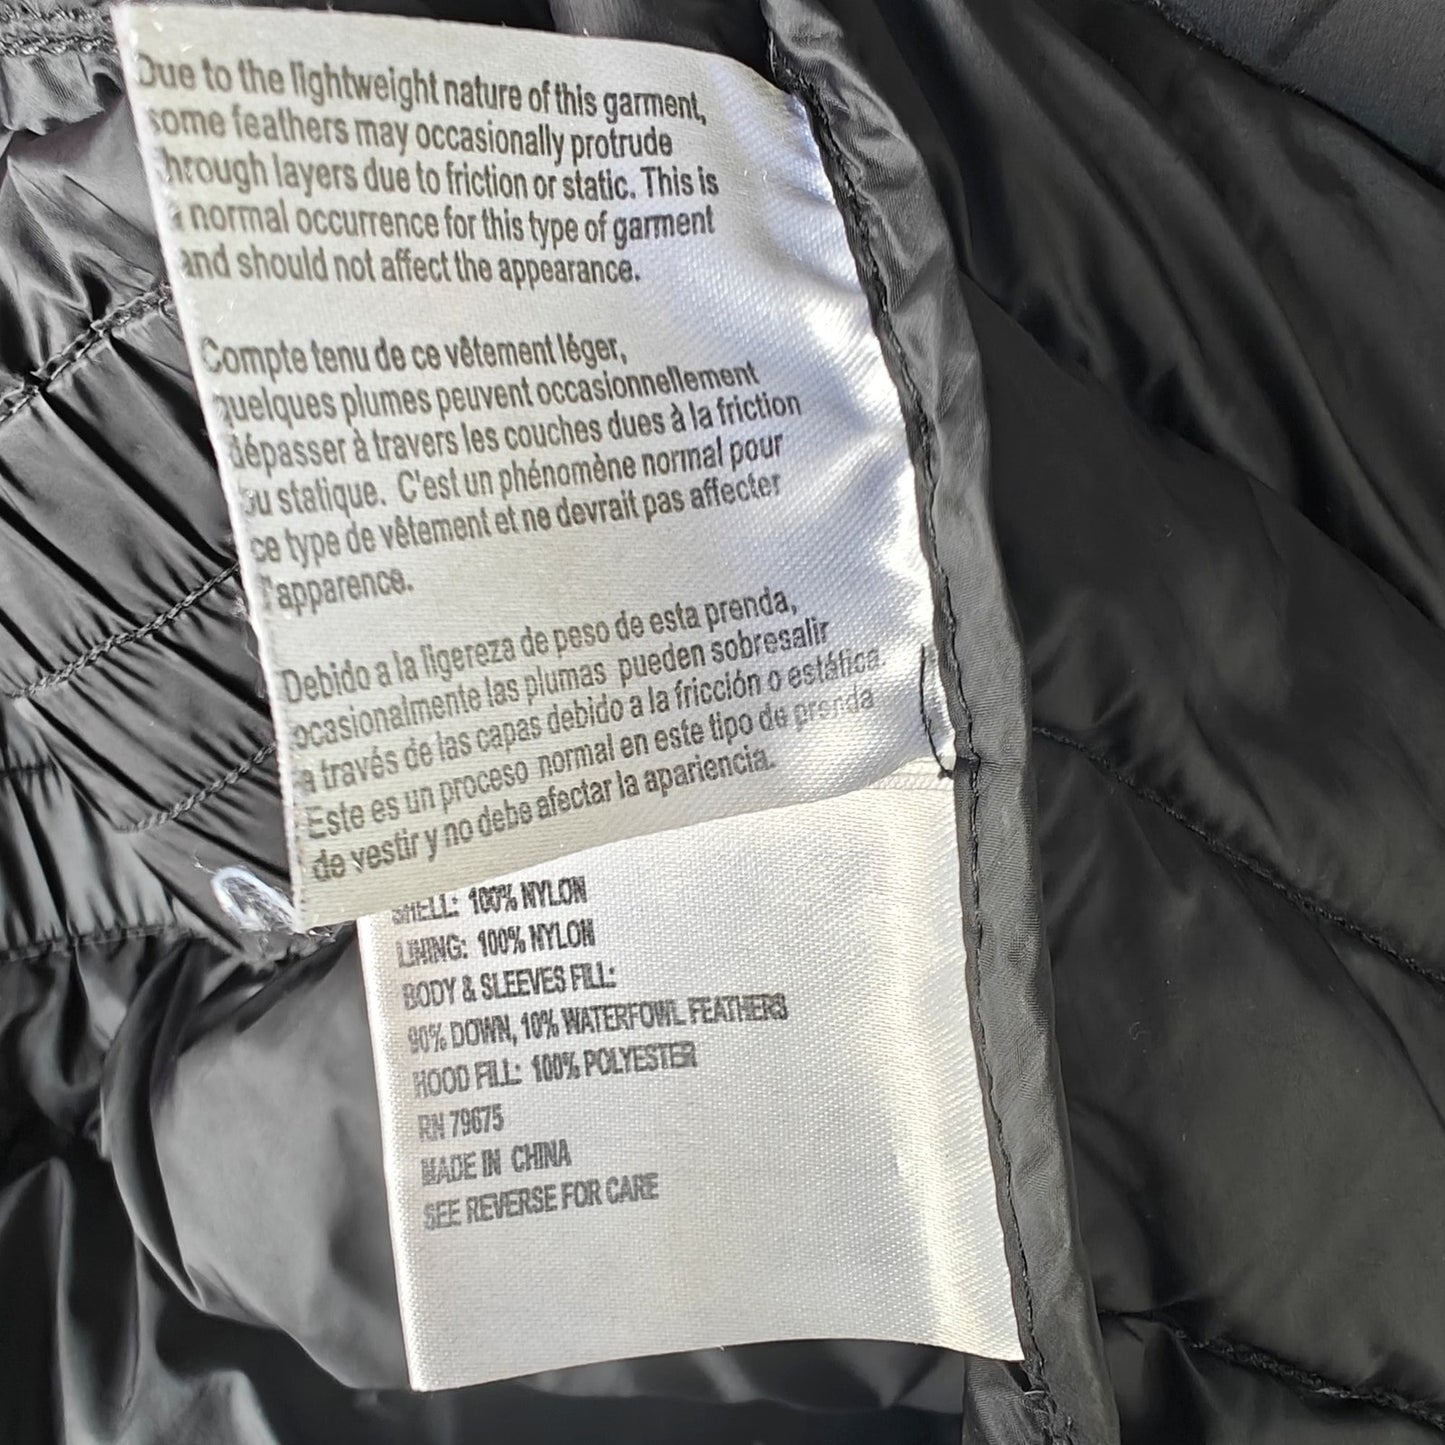 Due to the lightweight nature of this garment,
some feathers may occasionally protrude
through layers due to friction or static. This is
a normal occurrence for this type of garment
and should not affect the appearance.
Compte tenu de ce vêtement léger,
quelques plumes peuvent occasionnellement
dépasser à travers les couches dues à la friction
ou statique. C'est un phénomène normal pour
ce type de vêtement et ne devrait pas affecter
l'apparence.
Debido a la ligereza de peso de esta prenda,
ocasionalmente las plumas pueden sobresalir
a través de las capas debido a la fricción o estática.
Este es un proceso normal en este tipo de prenda
de vestir y no debe afectar la apariencia.
SHELL: 100% NYLON
LINING: 100% NYLON
BODY & SLEEVES FILL:
90% DOWN, 10% WATERFOWL FEATHERS
HOOD FILL: 100% POLYESTER
RN 79675
MADE IN CHINA
SEE REVERSE FOR CARE